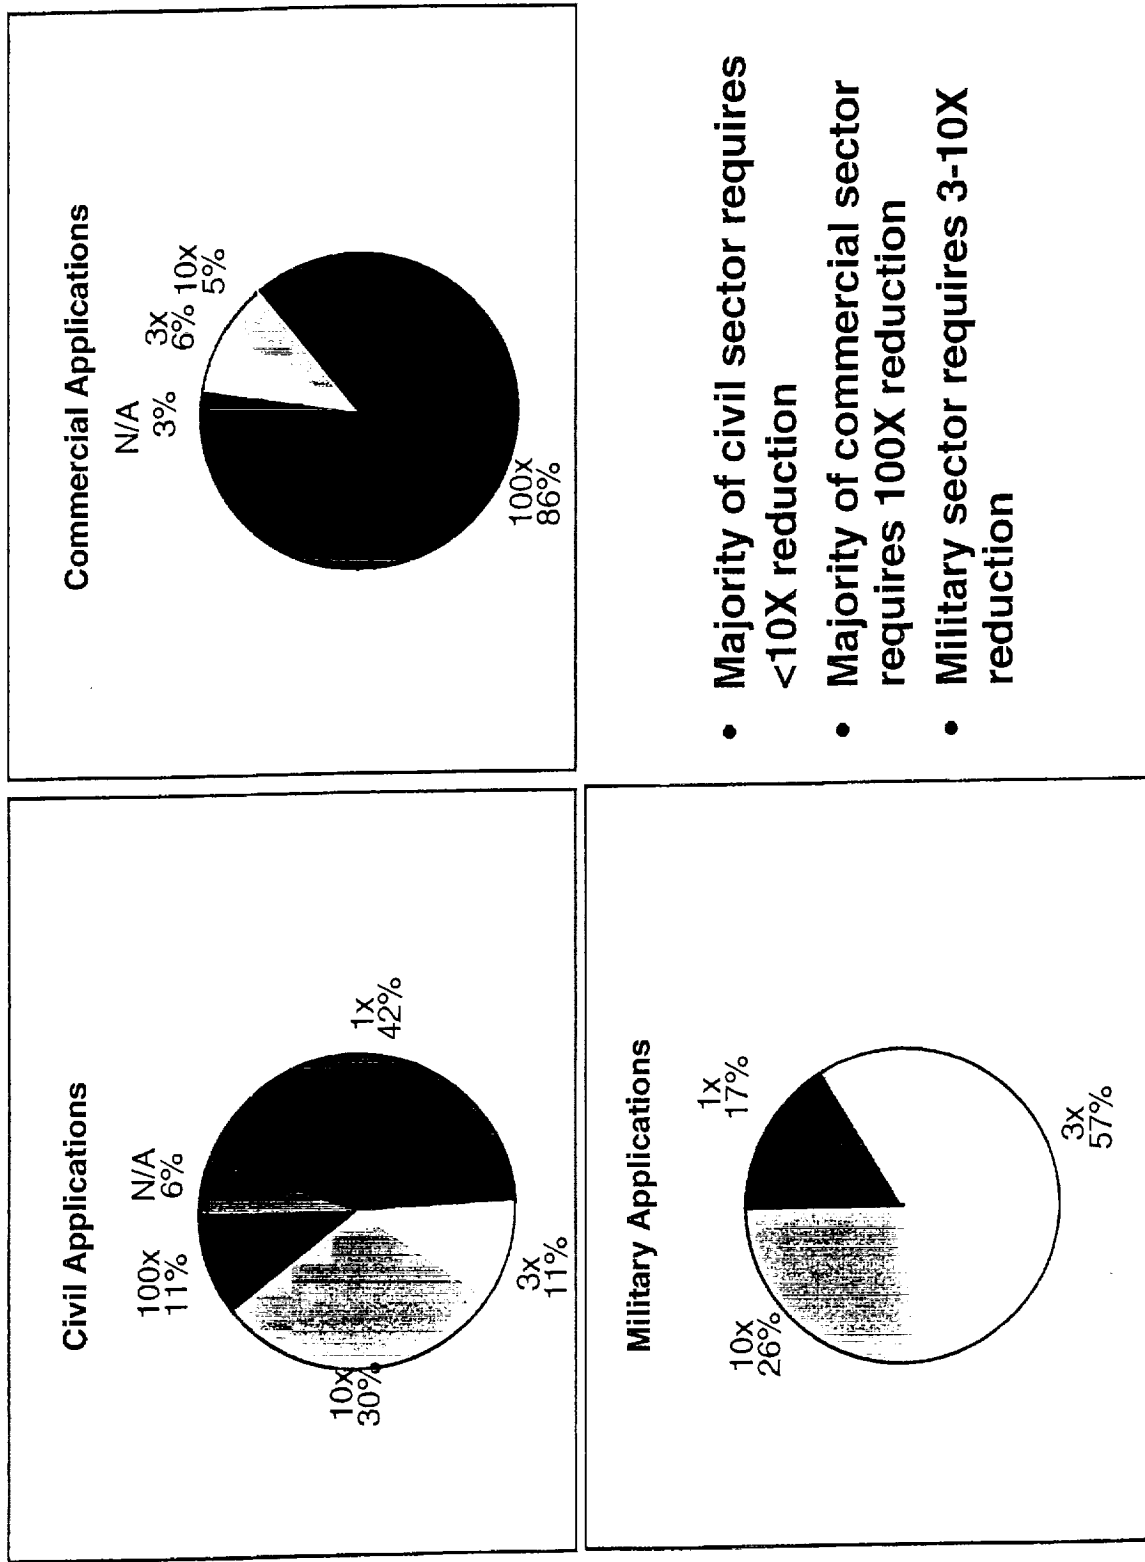 Civil Applications
N/A
6%
100x
11%
1x
42%
10x
30%
3x
11%
Commercial Applications
N/A
3%
3x
6%
10x
5%
100x
86%
Military Applications
1x
17%
10x
26%
3x
57%
• Majority of civil sector requires
<10X reduction
• Majority of commercial sector
requires 100X reduction
• Military sector requires 3-10X
reduction